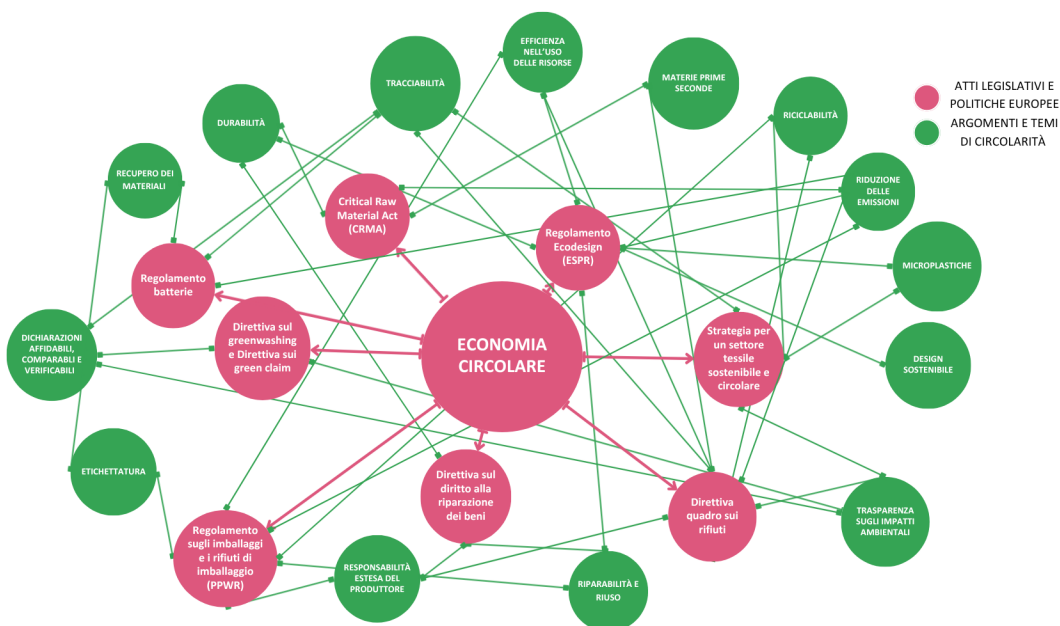 EFFICIENZA
NELL'USO
DELLE RISORSE
MATERIE PRIME
SECONDE
TRACCIABILITÀ
DURABILITÀ
RICICLABILITÀ
ATTI LEGISLATIVI E
POLITICHE EUROPEE
ARGOMENTI E TEMI
DI CIRCOLARITÀ
RECUPERO DEI
MATERIALI
Critical Raw
Material Act
(CRMA)
RIDUZIONE
DELLE
EMISSIONI
Regolamento
Ecodesign
(ESPR)
MICROPLASTICHE
Regolamento
batterie
DICHIARAZIONI
AFFIDABILI,
COMPARABLI E
VERIFICABILI
Direttiva sul
greenwashing
e Direttiva sui
green claim
ECONOMIA
CIRCOLARE
Strategia per
un settore
tessile
sostenibile e
circolare
DESIGN
SOSTENIBILE
ETICHETTATURA
Direttiva sul
diritto alla
riparazione
dei beni
Direttiva
quadro sui
rifiuti
TRASPARENZA
SUGLI IMPATTI
AMBIENTALI
Regolamento
sugli imballaggi
e i rifiuti di
imballaggio
(PPWR)
RESPONSABILITÀ
ESTESA DEL
PRODUTTORE
RIPARABILITÀ E
RIUSO